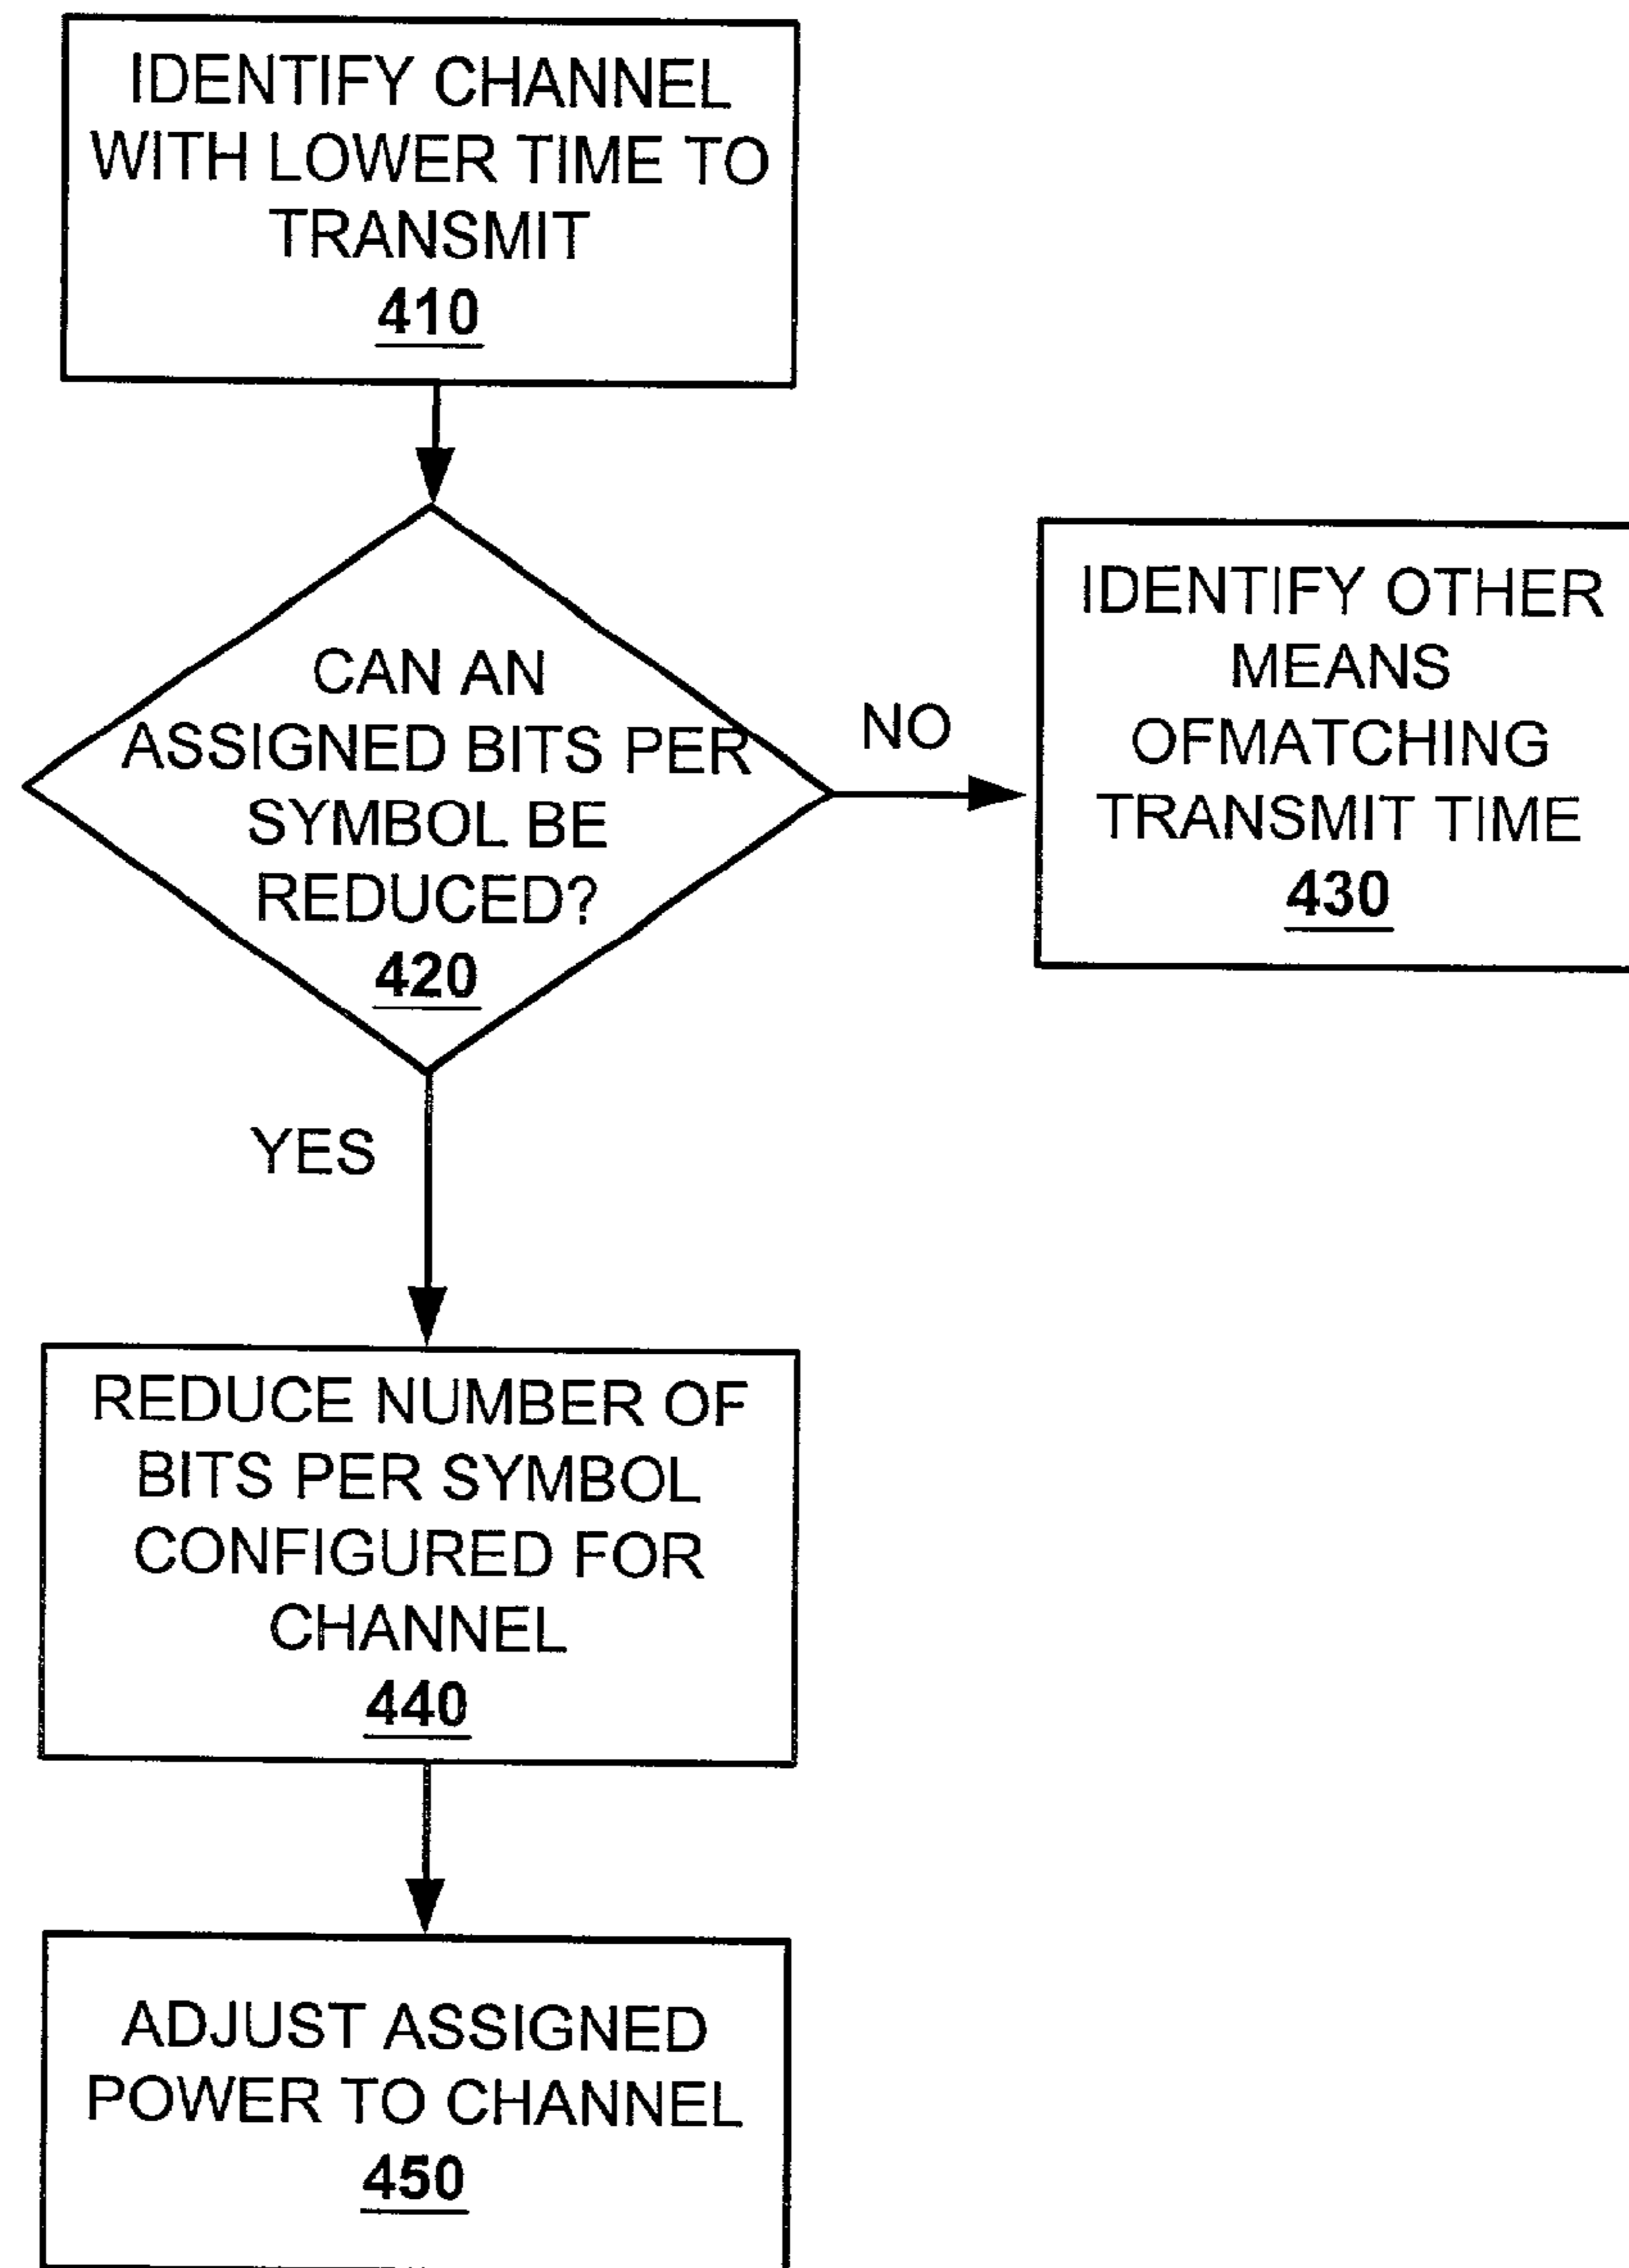 IDENTIFY CHANNEL
WITH LOWER TIME TO
TRANSMIT
410
CAN AN
ASSIGNED BITS PER
SYMBOL BE
REDUCED?
420
NO
IDENTIFY OTHER
MEANS
OFMATCHING
TRANSMIT TIME
430
YES
REDUCE NUMBER OF
BITS PER SYMBOL
CONFIGURED FOR
CHANNEL
440
ADJUST ASSIGNED
POWER TO CHANNEL
450